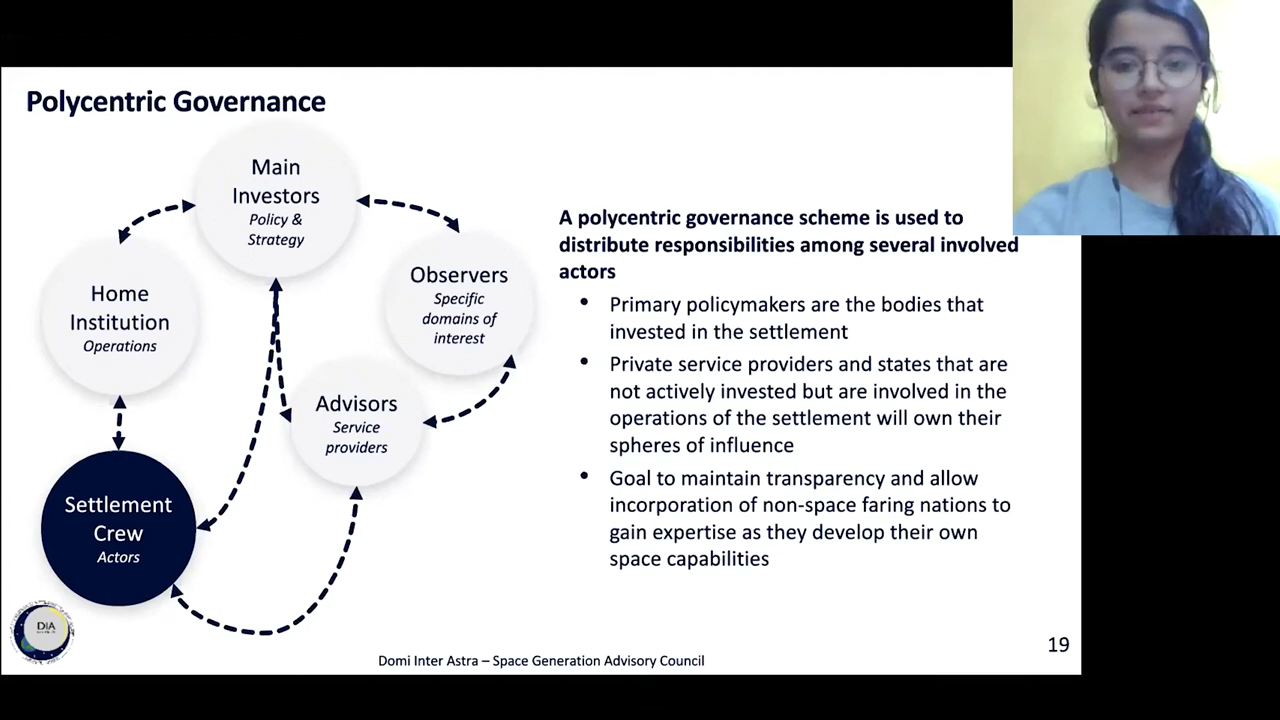 Polycentric Governance
Main
Investors
Policy &
Strategy
Home
Institution
Operations
Observers
Specific
domains of
interest
Advisors
Service
providers
Settlement
Crew
Actors
A polycentric governance scheme is used to
distribute responsibilities among several involved
actors
• Primary policymakers are the bodies that
invested in the settlement
• Private service providers and states that are
not actively invested but are involved in the
operations of the settlement will own their
spheres of influence
• Goal to maintain transparency and allow
incorporation of non-space faring nations to
gain expertise as they develop their own
space capabilities
DIA
Domi Inter Astra – Space Generation Advisory Council
19